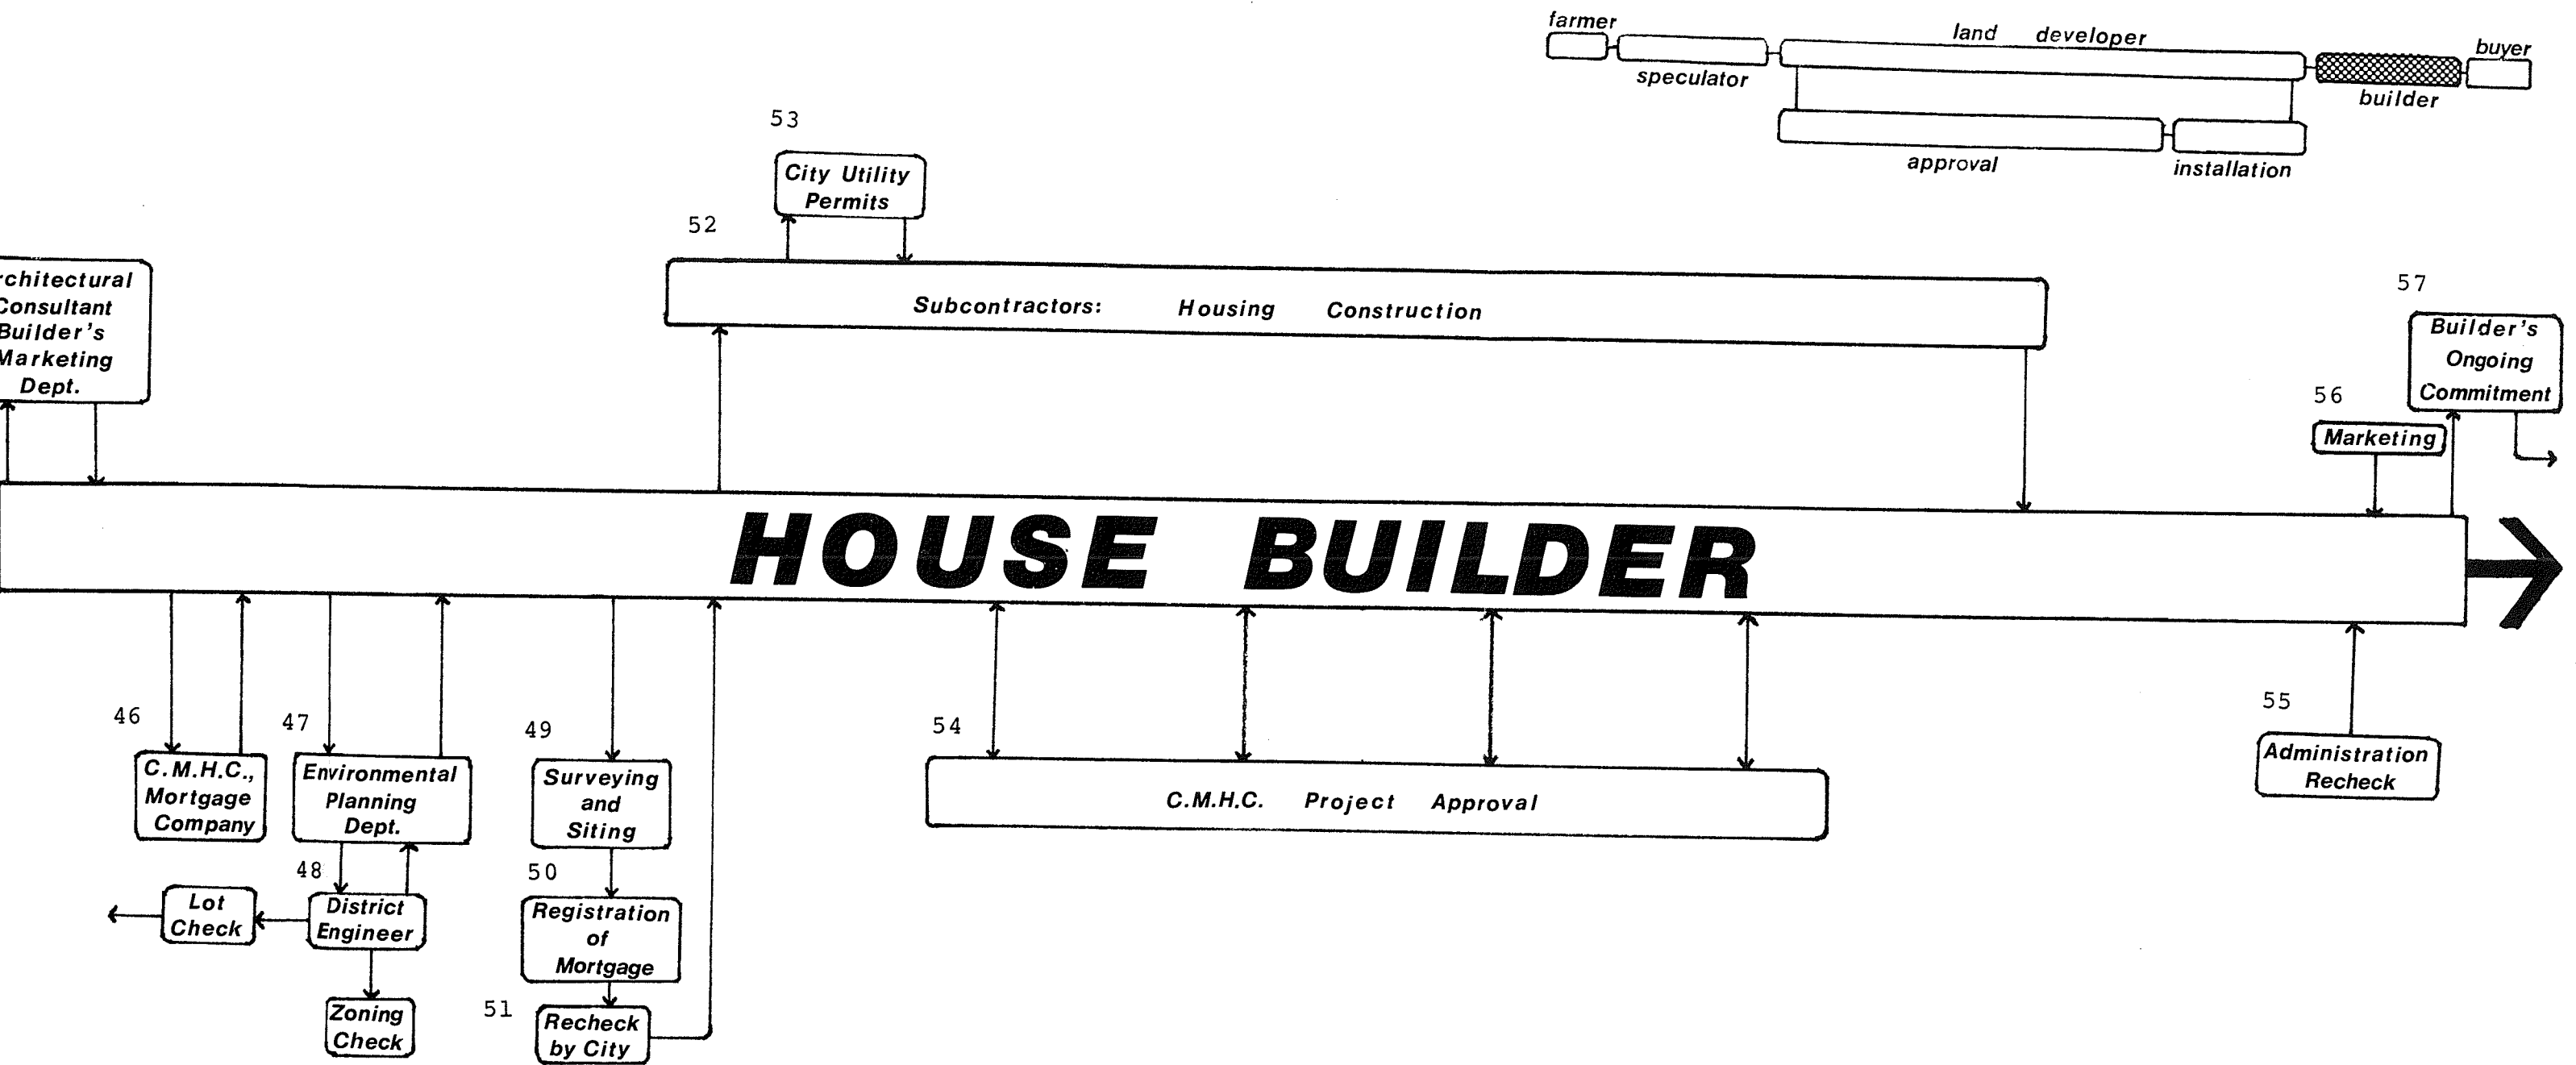 farmer
land developer
buyer
speculator
builder
approval
installation
53
City Utility
Permits
52
Subcontractors: Housing Construction
rchitectural
Consultant
Builder's
Marketing
Dept.
57
Builder's
Ongoing
Commitment
56
Marketing
HOUSE BUILDER
46
C.M.H.C.,
Mortgage
Company
47
Environmental
Planning
Dept.
48
District
Engineer
Lot
Check
Zoning
Check
49
Surveying
and
Siting
50
Registration
of
Mortgage
51
Recheck
by City
54
C.M.H.C. Project Approval
55
Administration
Recheck